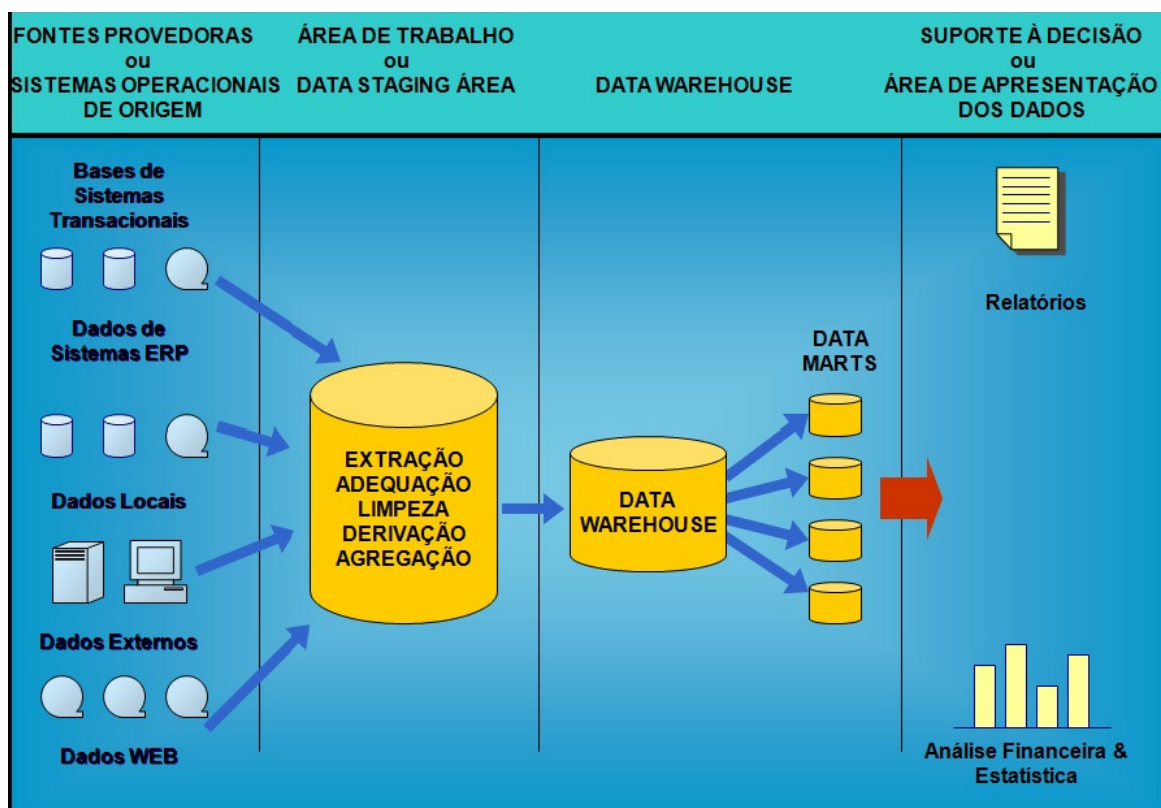 FONTES PROVEDORAS
ou
SISTEMAS OPERACIONAIS
DE ORIGEM
ÁREA DE TRABALHO
ou
DATA STAGING ÁREA
DATA WAREHOUSE
SUPORTE À DECISÃO
ou
ÁREA DE APRESENTAÇÃO
DOS DADOS
Bases de
Sistemas
Transacionais
Dados de
Sistemas ERP
Dados Locais
Dados Externos
Dados WEB
EXTRAÇÃO
ADEQUAÇÃO
LIMPEZA
DERIVAÇÃO
AGREGAÇÃO
DATA
WAREHOUSE
DATA
MARTS
Relatórios
Análise Financeira &
Estatística